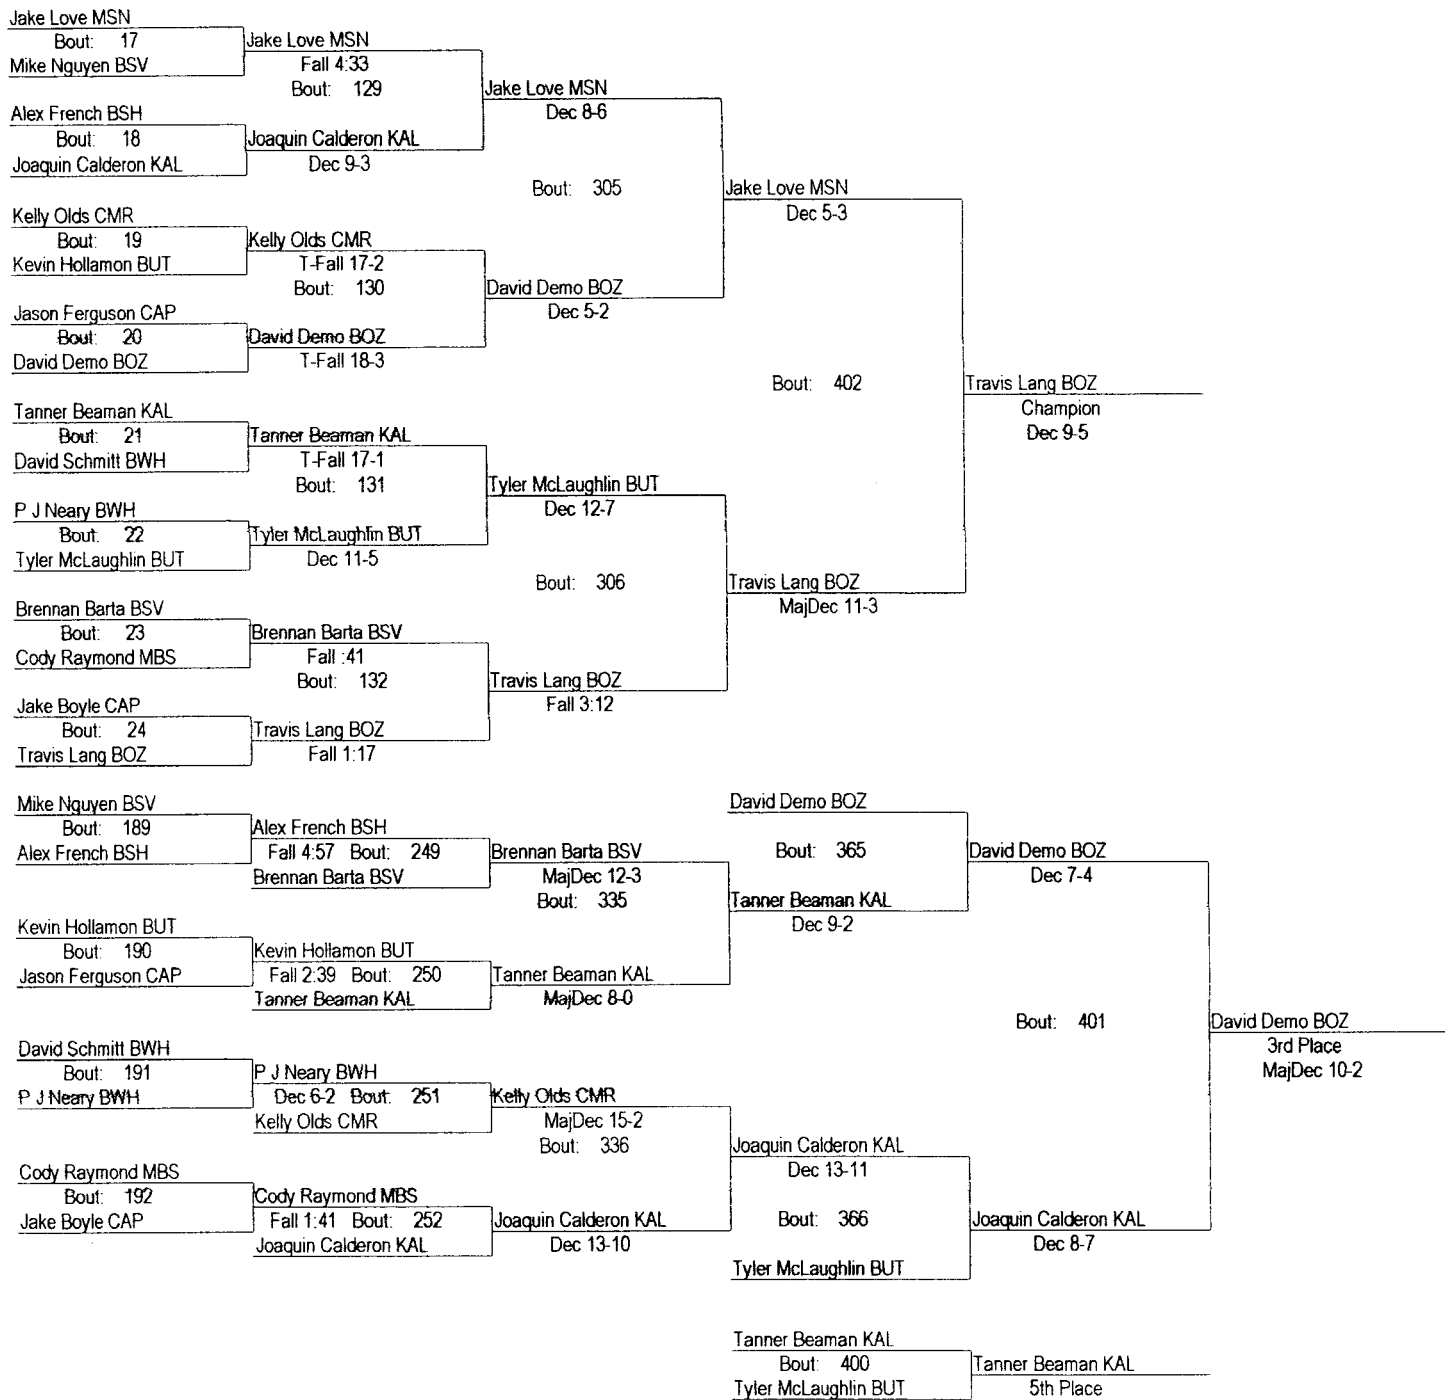 Jake Love MSN
Bout: 17
Mike Nguyen BSV
Jake Love MSN
Fall 4:33
Bout: 129
Alex French BSH
Bout: 18
Joaquin Calderon KAL
Joaquin Calderon KAL
Dec 9-3
Jake Love MSN
Dec 8-6
Bout: 305
Kelly Olds CMR
Bout: 19
Kevin Hollamon BUT
Kelly Olds CMR
T-Fall 17-2
Bout: 130
Jason Ferguson CAP
Bout: 20
David Demo BOZ
David Demo BOZ
T-Fall 18-3
David Demo BOZ
Dec 5-2
Jake Love MSN
Dec 5-3
Bout: 402
Tanner Beaman KAL
Bout: 21
David Schmitt BWH
Tanner Beaman KAL
T-Fall 17-1
Bout: 131
P J Neary BWH
Bout: 22
Tyler McLaughlin BUT
Tyler McLaughlin BUT
Dec 11-5
Tyler McLaughlin BUT
Dec 12-7
Bout: 306
Brennan Barta BSV
Bout: 23
Cody Raymond MBS
Brennan Barta BSV
Fall :41
Bout: 132
Jake Boyle CAP
Bout: 24
Travis Lang BOZ
Travis Lang BOZ
Fall 1:17
Travis Lang BOZ
Fall 3:12
Travis Lang BOZ
MajDec 11-3
Travis Lang BOZ
Champion
Dec 9-5
Mike Nguyen BSV
Bout: 189
Alex French BSH
Alex French BSH
Fall 4:57 Bout: 249
Brennan Barta BSV
Brennan Barta BSV
MajDec 12-3
Bout: 335
Kevin Hollamon BUT
Bout: 190
Jason Ferguson CAP
Kevin Hollamon BUT
Fall 2:39 Bout: 250
Tanner Beaman KAL
Tanner Beaman KAL
MajDec 8-0
David Demo BOZ
Bout: 365
Tanner Beaman KAL
Dec 9-2
David Demo BOZ
Dec 7-4
Bout: 401
David Schmitt BWH
Bout: 191
P J Neary BWH
P J Neary BWH
Dec 6-2 Bout: 251
Kelly Olds CMR
Kelly Olds CMR
MajDec 15-2
Bout: 336
Cody Raymond MBS
Bout: 192
Jake Boyle CAP
Cody Raymond MBS
Fall 1:41 Bout: 252
Joaquin Calderon KAL
Joaquin Calderon KAL
Dec 13-10
Joaquin Calderon KAL
Dec 13-11
Bout: 366
Tyler McLaughlin BUT
Joaquin Calderon KAL
Dec 8-7
David Demo BOZ
3rd Place
MajDec 10-2
Tanner Beaman KAL
Bout: 400
Tyler McLaughlin BUT
Tanner Beaman KAL
5th Place